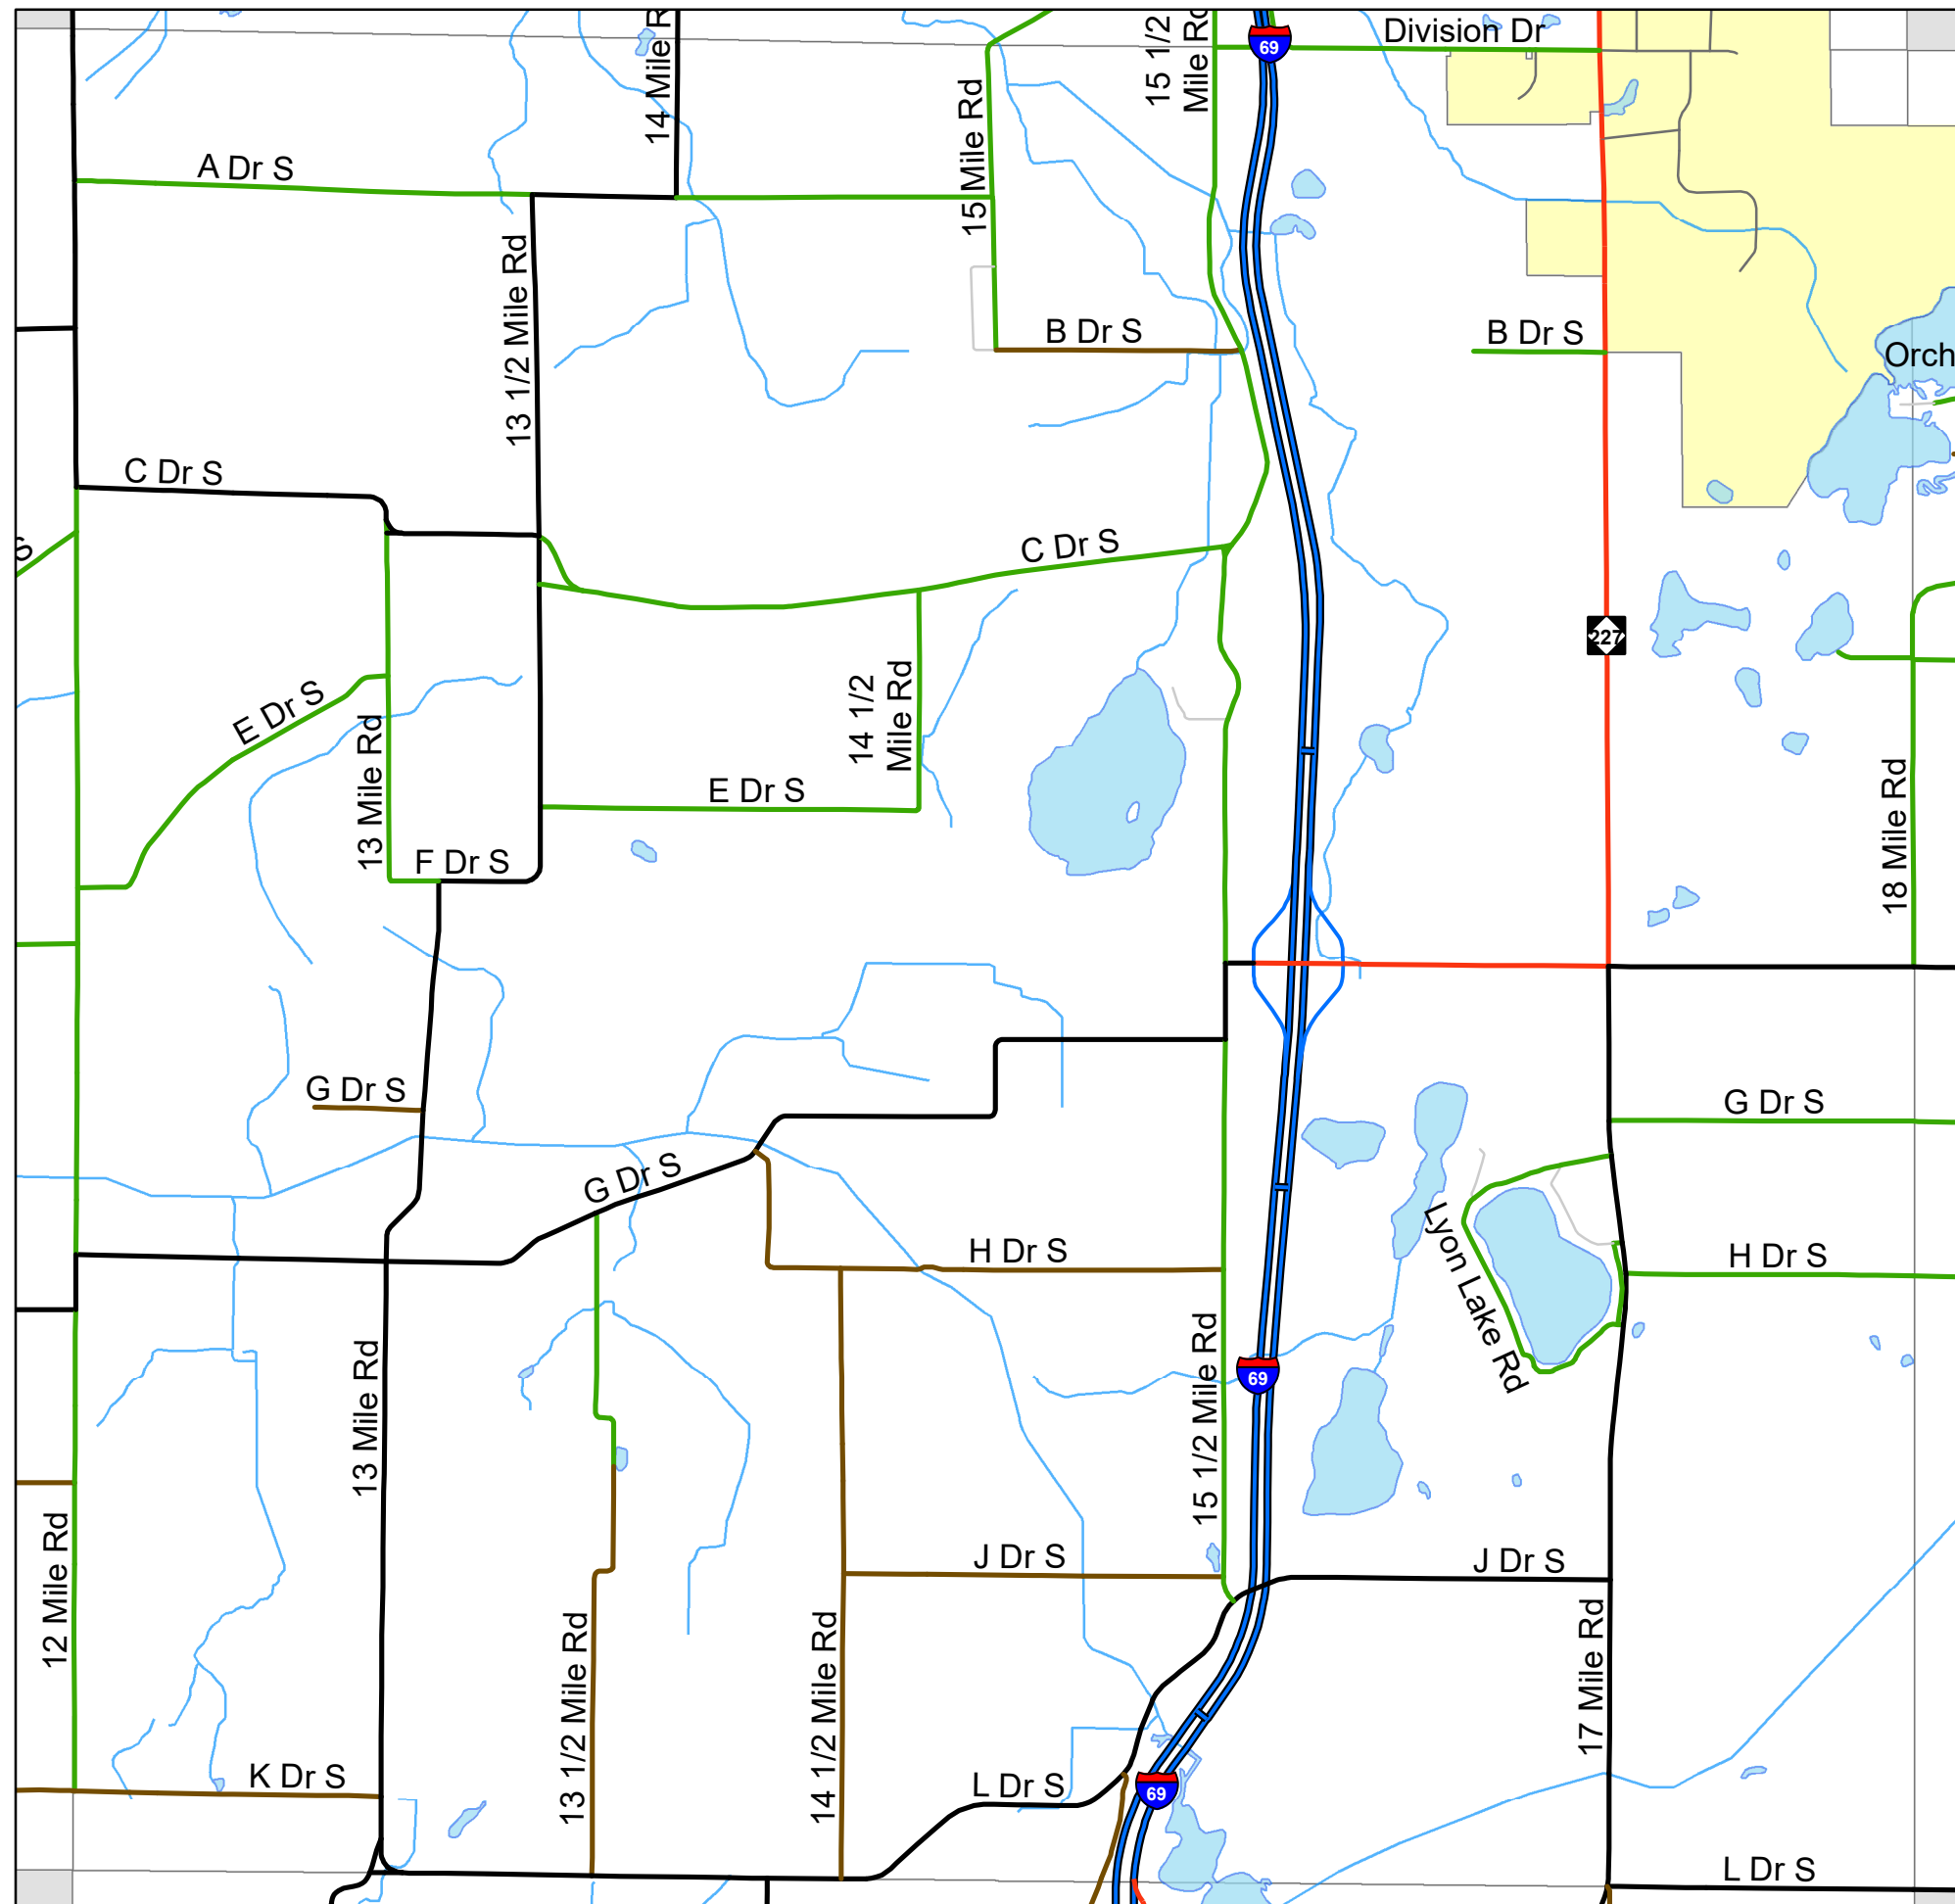 69
Division Dr
14 Mile R
15 1/2
Mile Rd
15 Mile Rd
A Dr S
13 1/2 Mile Rd
B Dr S
B Dr S
Orch
C Dr S
S
C Dr S
227
E Dr S
13 Mile Rd
14 1/2
Mile Rd
E Dr S
18 Mile Rd
F Dr S
G Dr S
G Dr S
G Dr S
H Dr S
Lyon Lake Rd
H Dr S
13 Mile Rd
15 1/2 Mile Rd
69
12 Mile Rd
J Dr S
J Dr S
13 1/2 Mile Rd
14 1/2 Mile Rd
17 Mile Rd
K Dr S
L Dr S
69
L Dr S